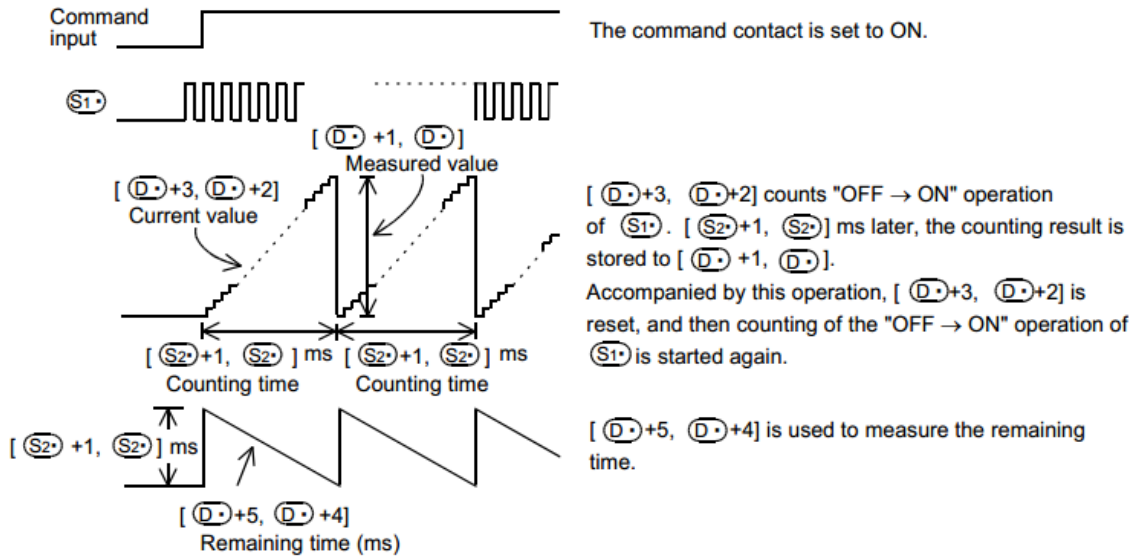 Command
input
The command contact is set to ON.
S1·
[ D· +1, D· ]
Measured value
[ D·+3, D·+2]
Current value
[ D·+3, D·+2] counts "OFF → ON" operation
of S1·. [ S2·+1, S2·] ms later, the counting result is
stored to [ D· +1, D·].
Accompanied by this operation, [ D·+3, D·+2] is
reset, and then counting of the "OFF → ON" operation of
S1· is started again.
[ S2·+1, S2· ] ms
Counting time
[ S2·+1, S2·] ms
Counting time
[ S2· +1, S2·] ms
[ D·+5, D·+4] is used to measure the remaining
time.
[ D·+5, D· +4]
Remaining time (ms)